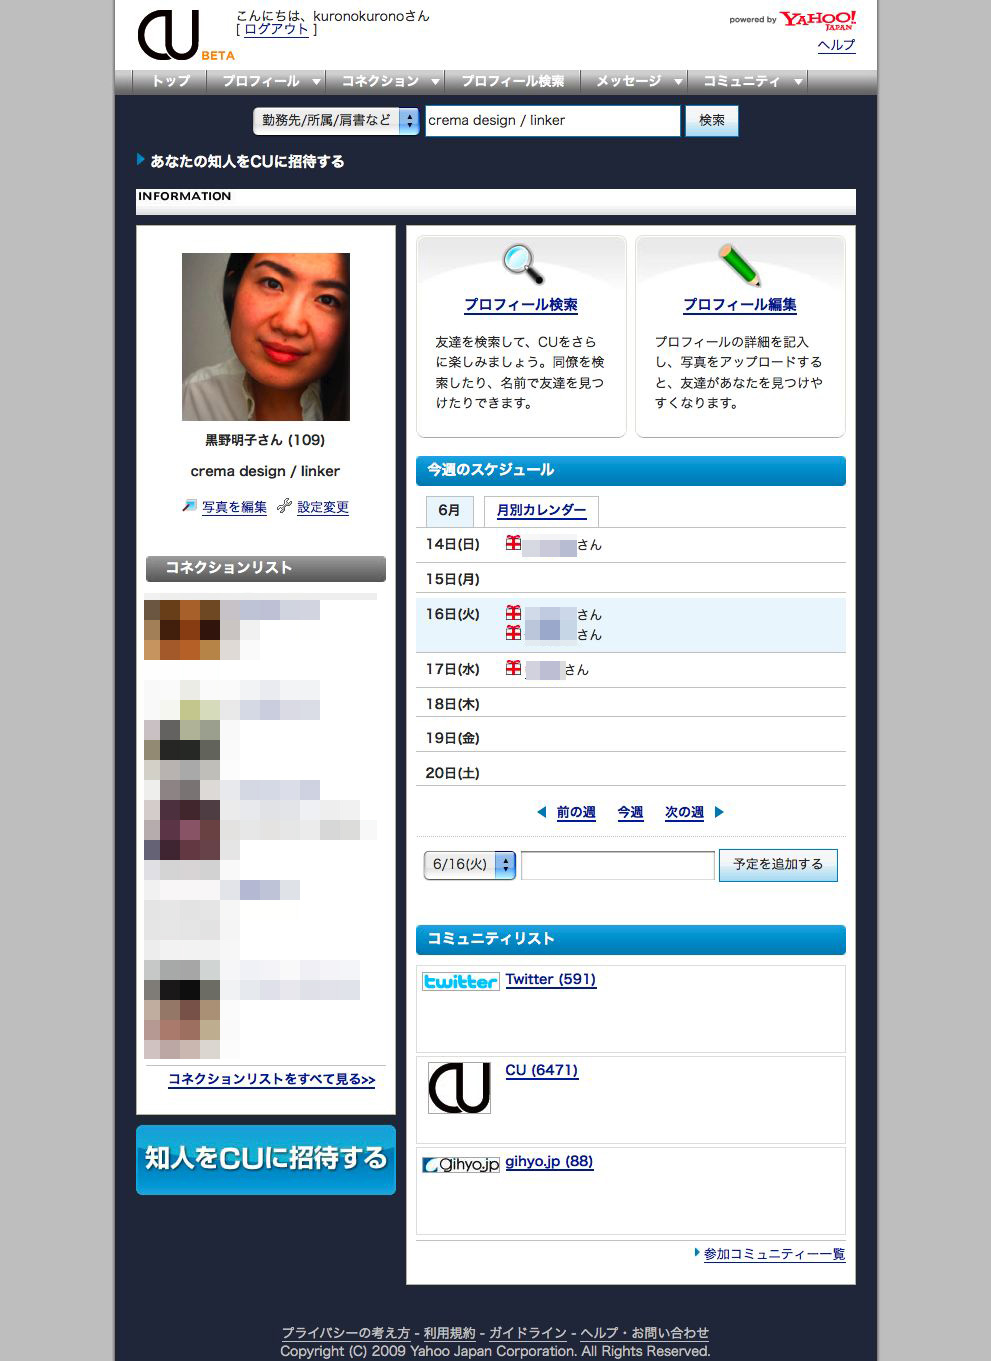 CU BETA
こんにちは、kuronokuronoさん
[ ログアウト ]
powered by YAHOO! JAPAN
ヘルプ
トップ プロフィール コネクション プロフィール検索 メッセージ コミュニティ
勤務先/所属/肩書など crema design / linker 検索
あなたの知人をCUに招待する
INFORMATION
黒野明子さん (109)
crema design / linker
写真を編集 設定変更
コネクションリスト
コネクションリストをすべて見る>>
知人をCUに招待する
プロフィール検索
友達を検索して、CUをさら
に楽しみましょう。同僚を検
索したり、名前で友達を見つ
けたりできます。
プロフィール編集
プロフィールの詳細を記入
し、写真をアップロードする
と、友達があなたを見つけや
すくなります。
今週のスケジュール
6月 月別カレンダー
14日(日) さん
15日(月)
16日(火) さん
さん
17日(水) さん
18日(木)
19日(金)
20日(土)
前の週 今週 次の週
6/16(火) 予定を追加する
コミュニティリスト
twitter Twitter (591)
CU CU (6471)
gihyo.jp gihyo.jp (88)
参加コミュニティー一覧
プライバシーの考え方 - 利用規約 - ガイドライン - ヘルプ・お問い合わせ
Copyright (C) 2009 Yahoo Japan Corporation. All Rights Reserved.